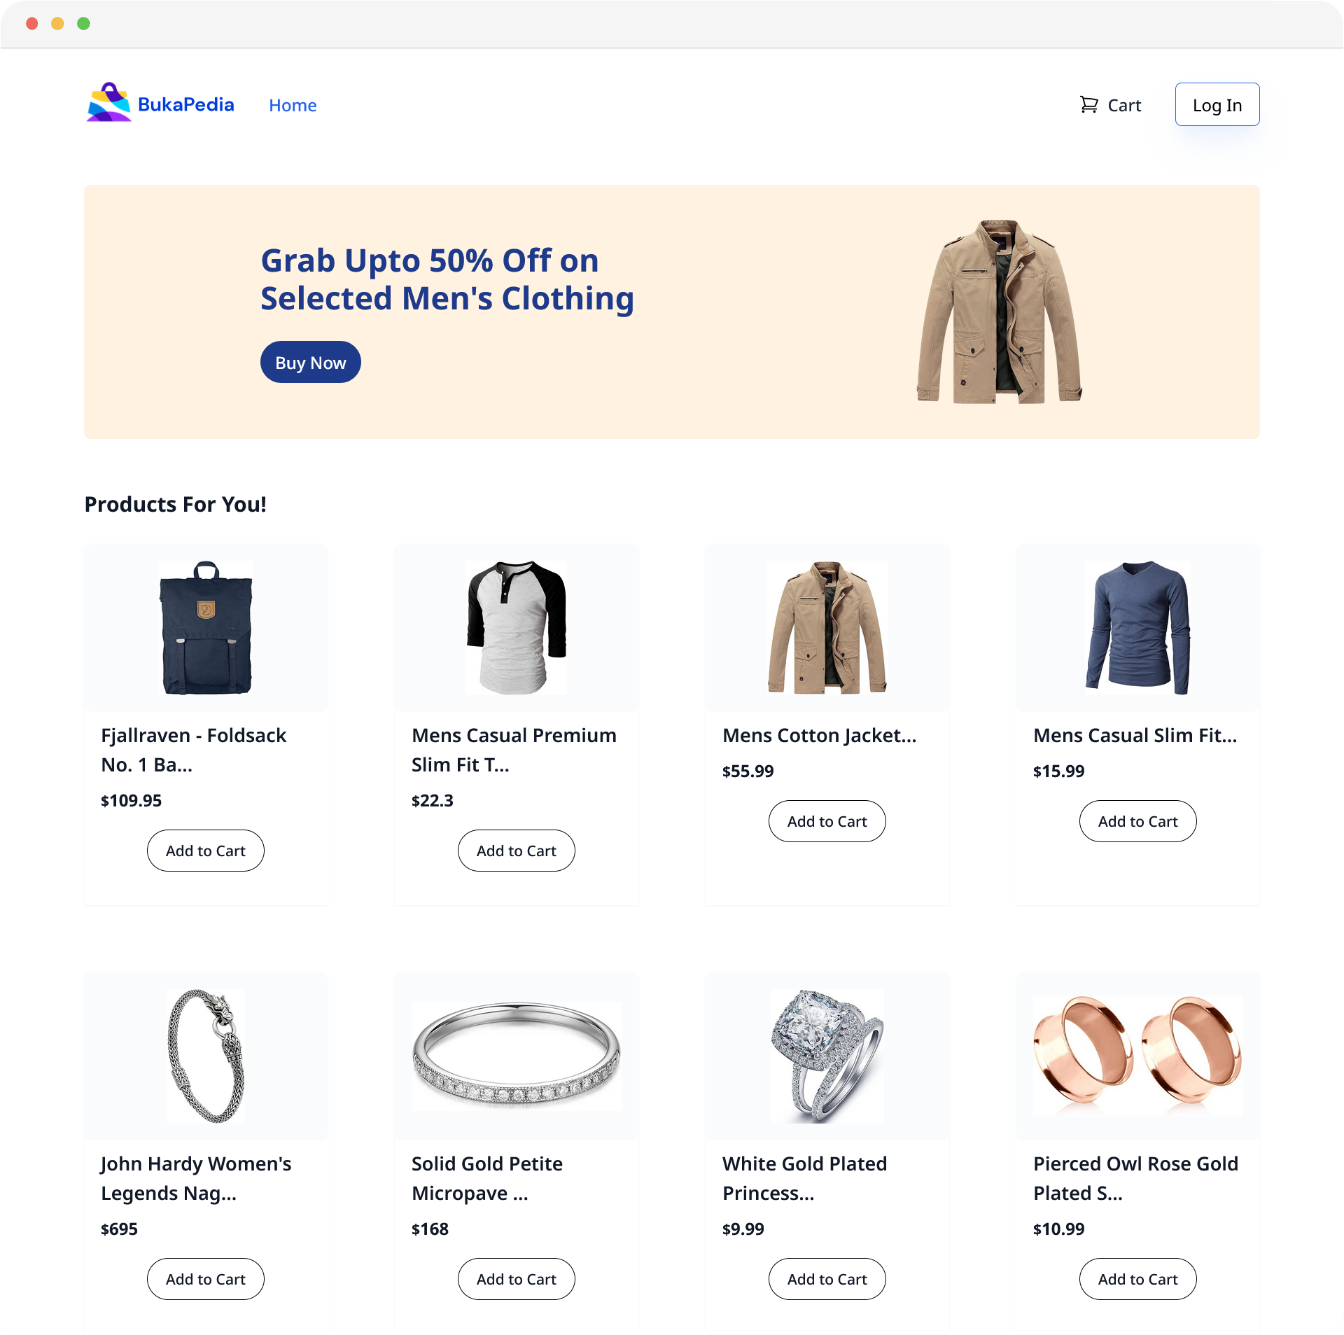 BukaPedia
Home
Cart
Log In
Grab Upto 50% Off on
Selected Men's Clothing
Buy Now
Products For You!
Fjallraven - Foldsack
No. 1 Ba...
$109.95
Add to Cart
Mens Casual Premium
Slim Fit T...
$22.3
Add to Cart
Mens Cotton Jacket...
$55.99
Add to Cart
Mens Casual Slim Fit...
$15.99
Add to Cart
John Hardy Women's
Legends Nag...
$695
Add to Cart
Solid Gold Petite
Micropave ...
$168
Add to Cart
White Gold Plated
Princess...
$9.99
Add to Cart
Pierced Owl Rose Gold
Plated S...
$10.99
Add to Cart